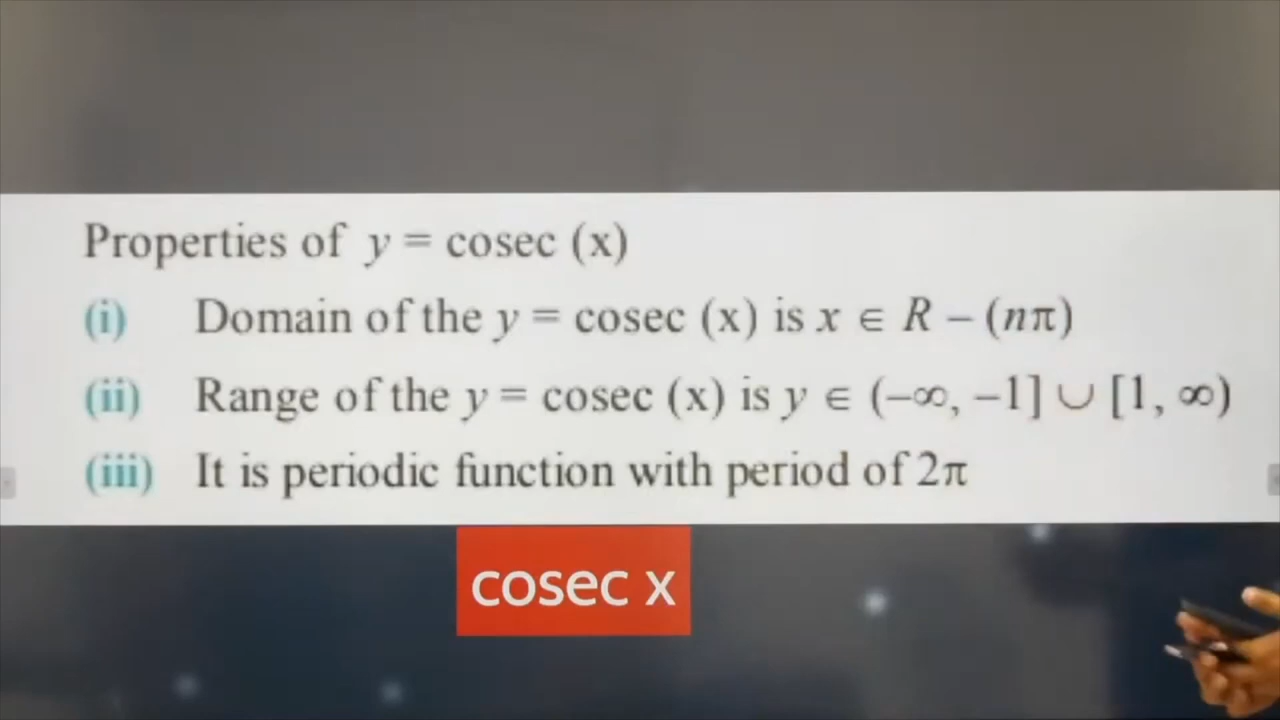 Properties of y = cosec (x)
(i) Domain of the y = cosec (x) is x ∈ R – (nπ)
(ii) Range of the y = cosec (x) is y ∈ (–∞, –1] ∪ [1, ∞)
(iii) It is periodic function with period of 2π
cosec x